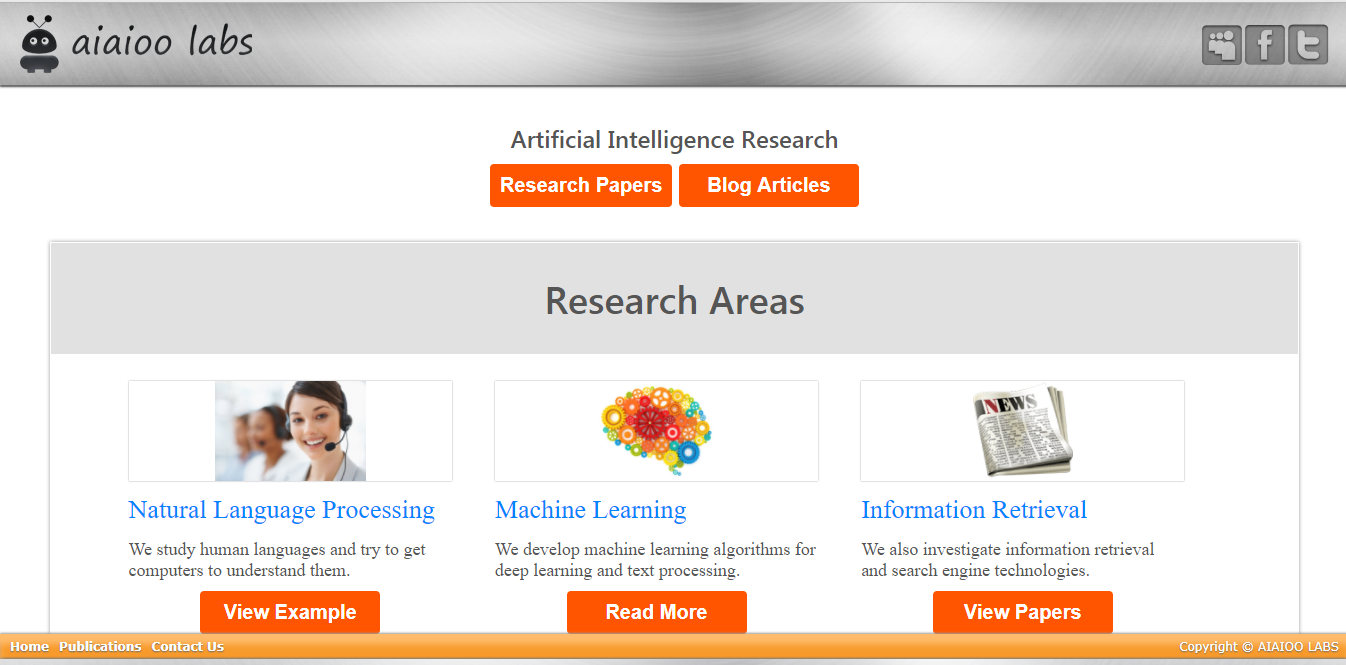 aiaioo labs
Artificial Intelligence Research
Research Papers
Blog Articles
Research Areas
NEWS
Natural Language Processing
We study human languages and try to get
computers to understand them.
View Example
Machine Learning
We develop machine learning algorithms for
deep learning and text processing.
Read More
Information Retrieval
We also investigate information retrieval
and search engine technologies.
View Papers
Home Publications Contact Us
Copyright © AIAIOO LABS